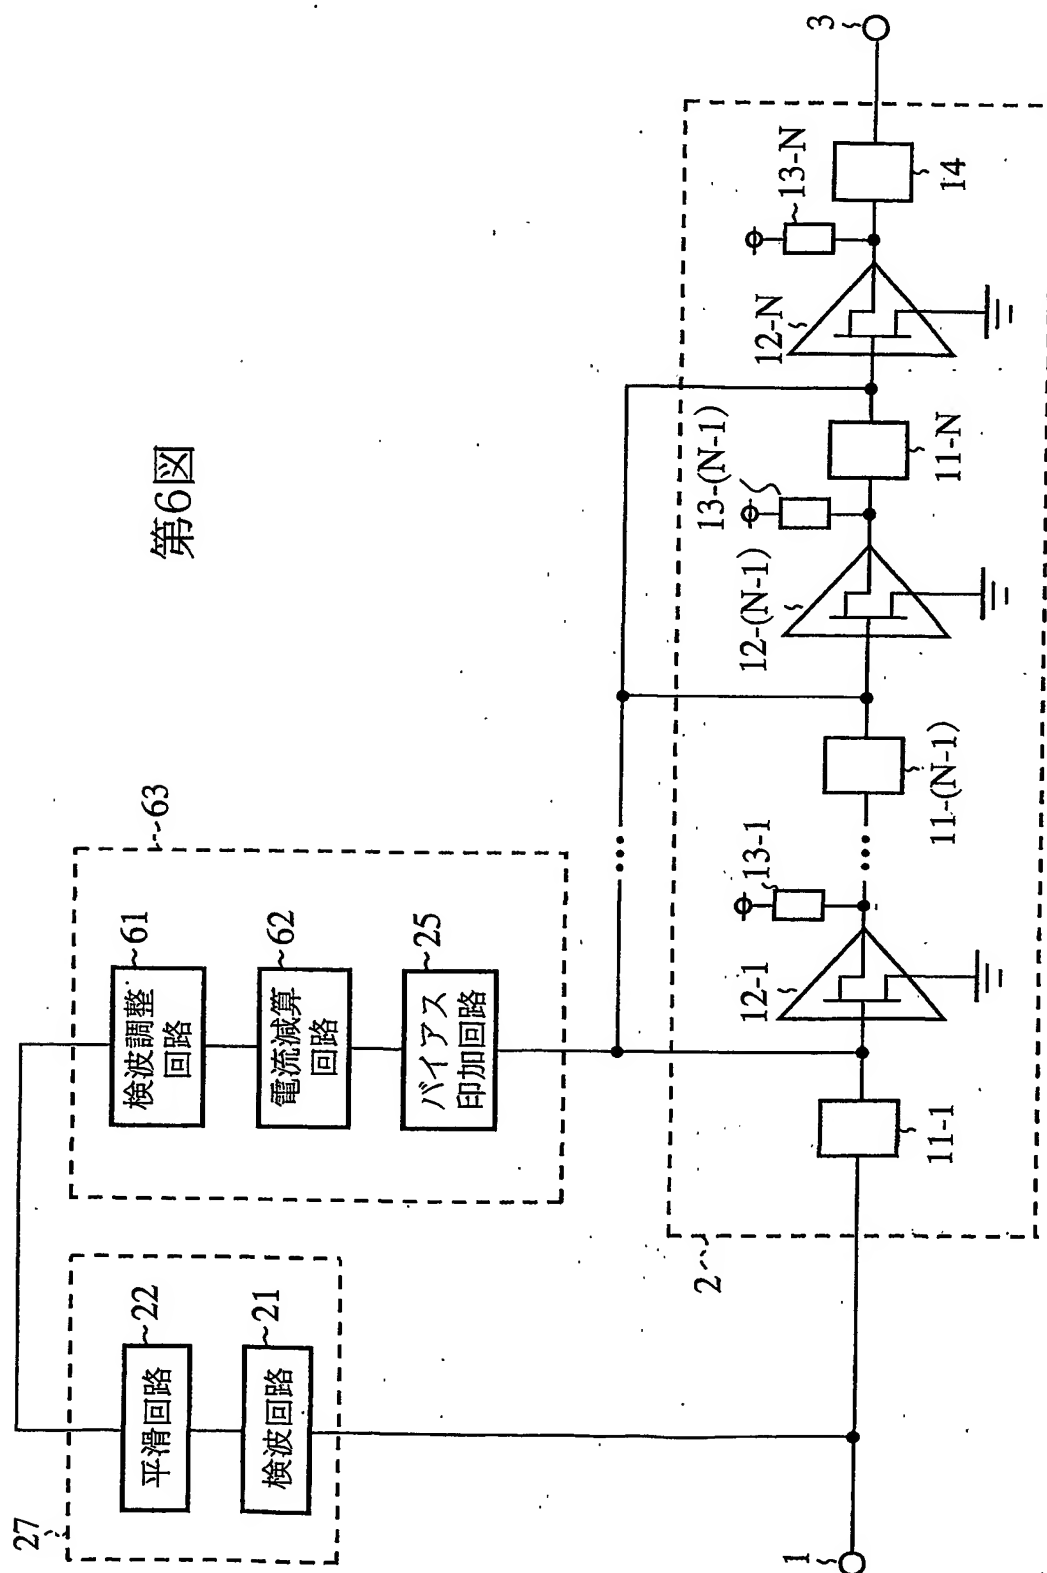 第6図
27
平滑回路
22
検波回路
21
63
検波調整
回路
61
電流減算
回路
62
バイアス
印加回路
25
1
2
11-1
12-1
13-1
11-(N-1)
12-(N-1)
13-(N-1)
11-N
12-N
13-N
14
3